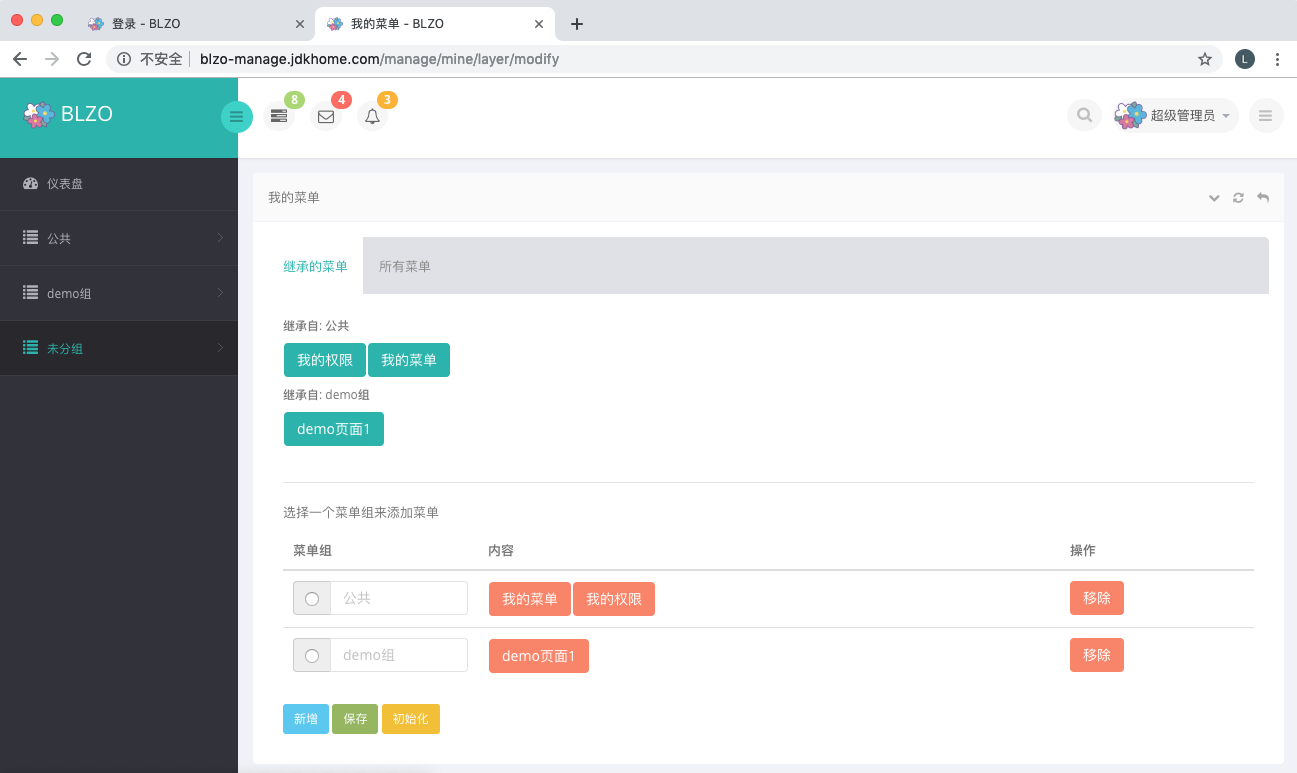 登录 - BLZO
我的菜单 - BLZO
不安全 blzo-manage.jdkhome.com/manage/mine/layer/modify
L
BLZO
8
4
3
超级管理员
仪表盘
公共
demo组
未分组
我的菜单
继承的菜单
所有菜单
继承自: 公共
我的权限 我的菜单
继承自: demo组
demo页面1
选择一个菜单组来添加菜单
菜单组 内容 操作
公共 我的菜单 我的权限 移除
demo组 demo页面1 移除
新增 保存 初始化